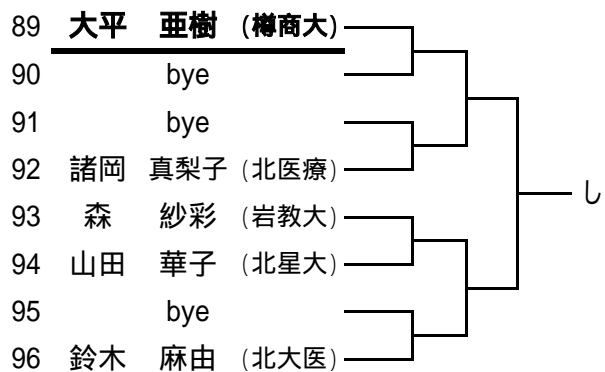 89 大平 亜樹 (樽商大)
90 bye
91 bye
92 諸岡 真梨子 (北医療)
し
93 森 紗彩 (岩教大)
94 山田 華子 (北星大)
95 bye
96 鈴木 麻由 (北大医)